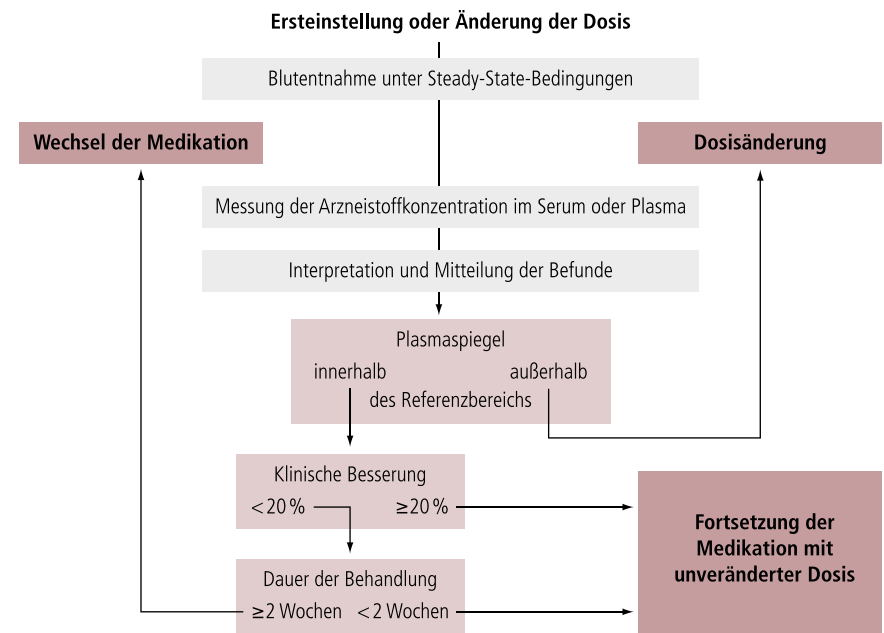 Ersteinstellung oder Änderung der Dosis
Blutentnahme unter Steady-State-Bedingungen
Wechsel der Medikation
Dosisänderung
Messung der Arzneistoffkonzentration im Serum oder Plasma
Interpretation und Mitteilung der Befunde
Plasmaspiegel
innerhalb außerhalb
des Referenzbereichs
Klinische Besserung
<20 % ≥20 %
Fortsetzung der
Medikation mit
unveränderter Dosis
Dauer der Behandlung
≥2 Wochen <2 Wochen